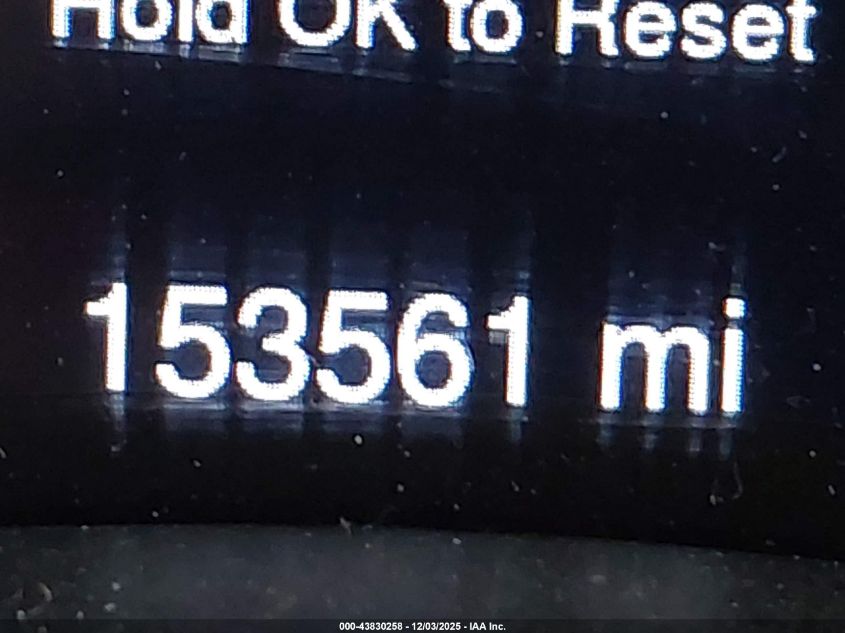 Hold OK to Reset
153561 mi
000-43830258 - 12/03/2025 - IAA Inc.